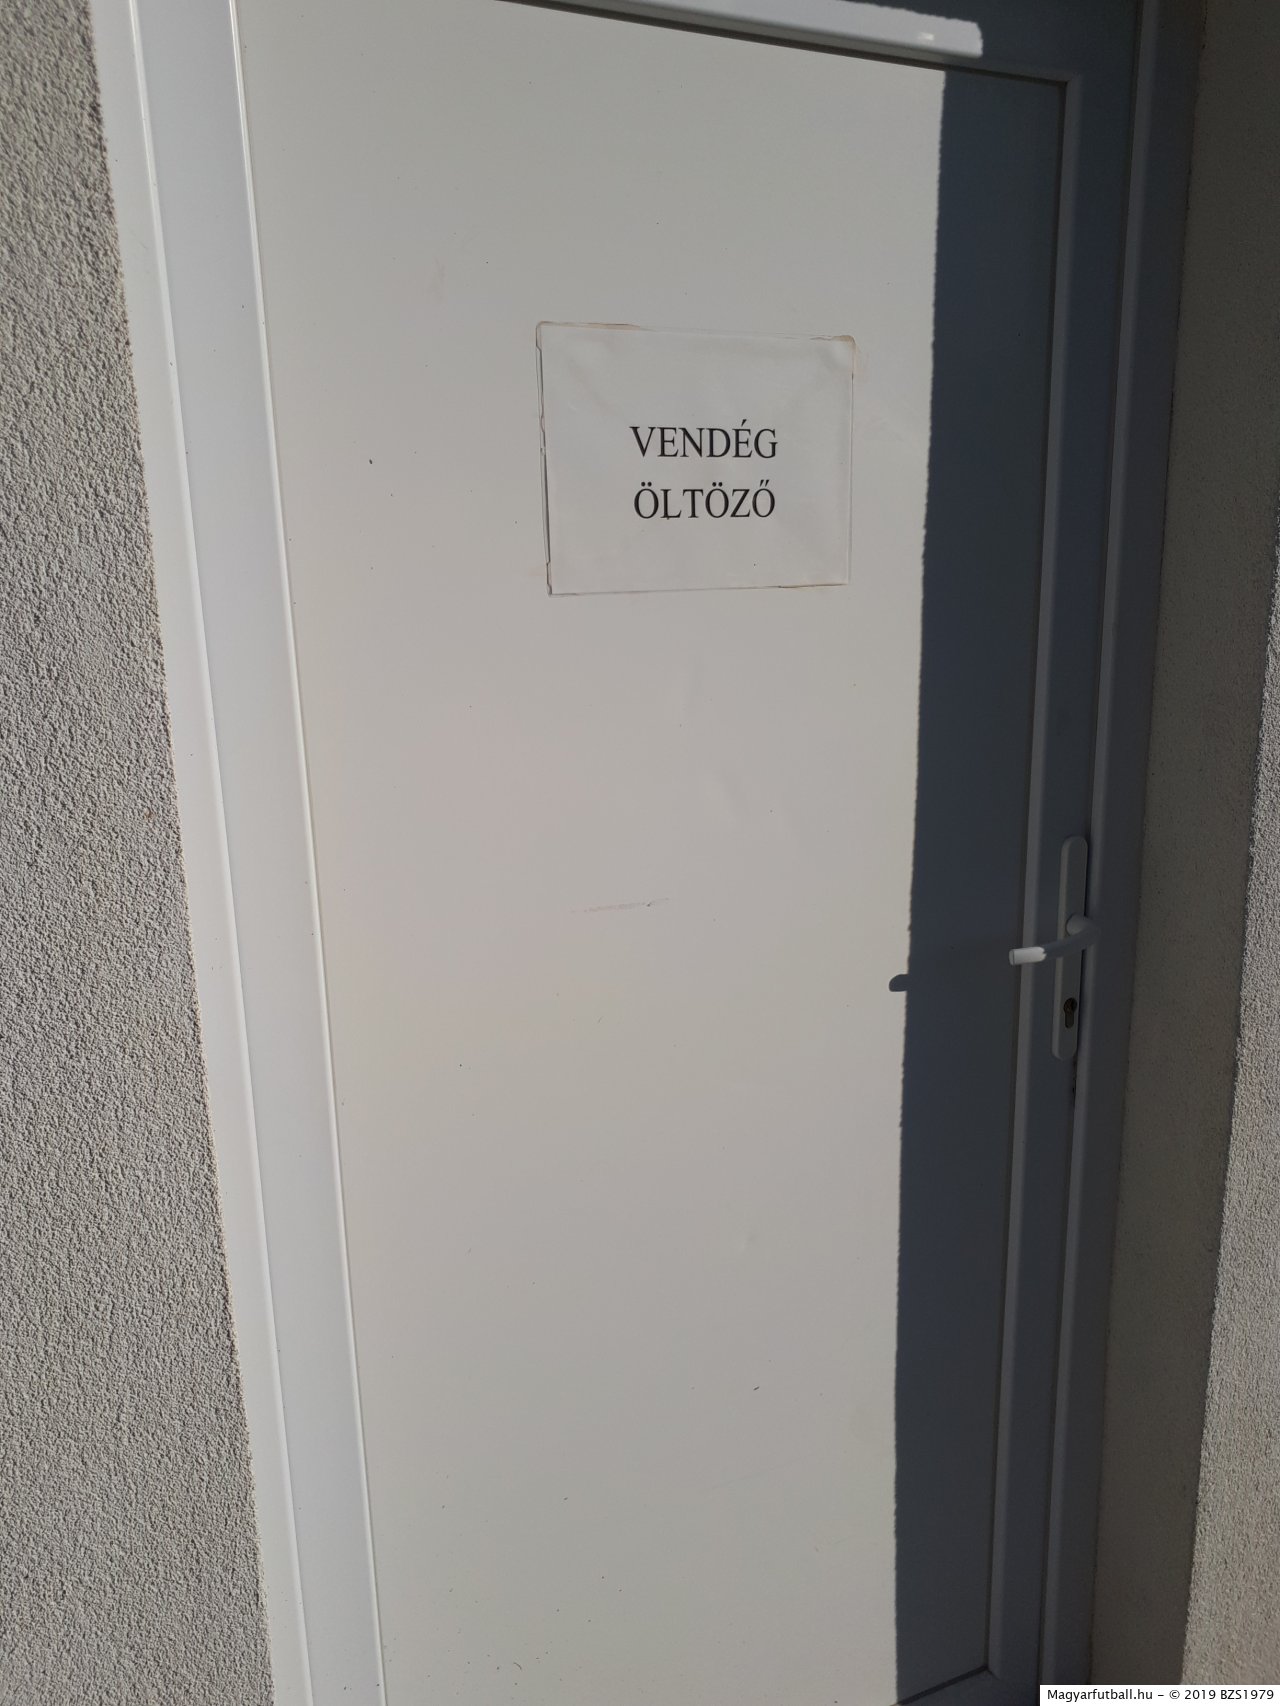 VENDÉG
ÖLTÖZŐ
Magyarfutball.hu - © 2019 BZS1979